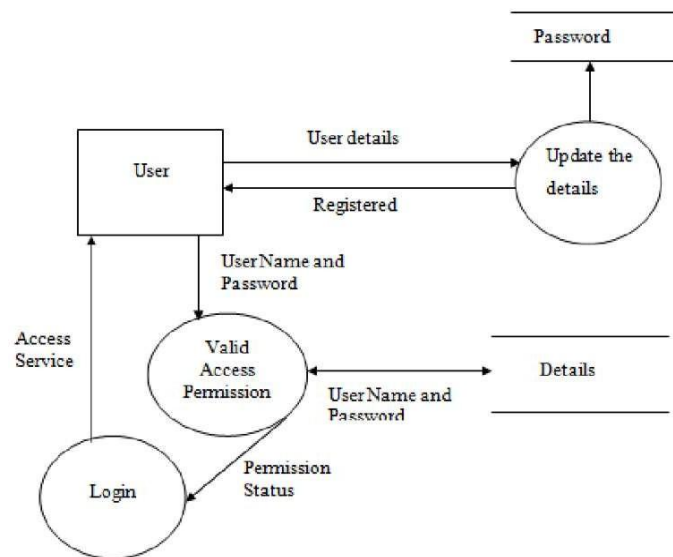 Password
User details
Update the
details
User
Registered
UserName and
Password
Access
Service
Valid
Access
Permission
Details
UserName and
Password
Permission
Status
Login